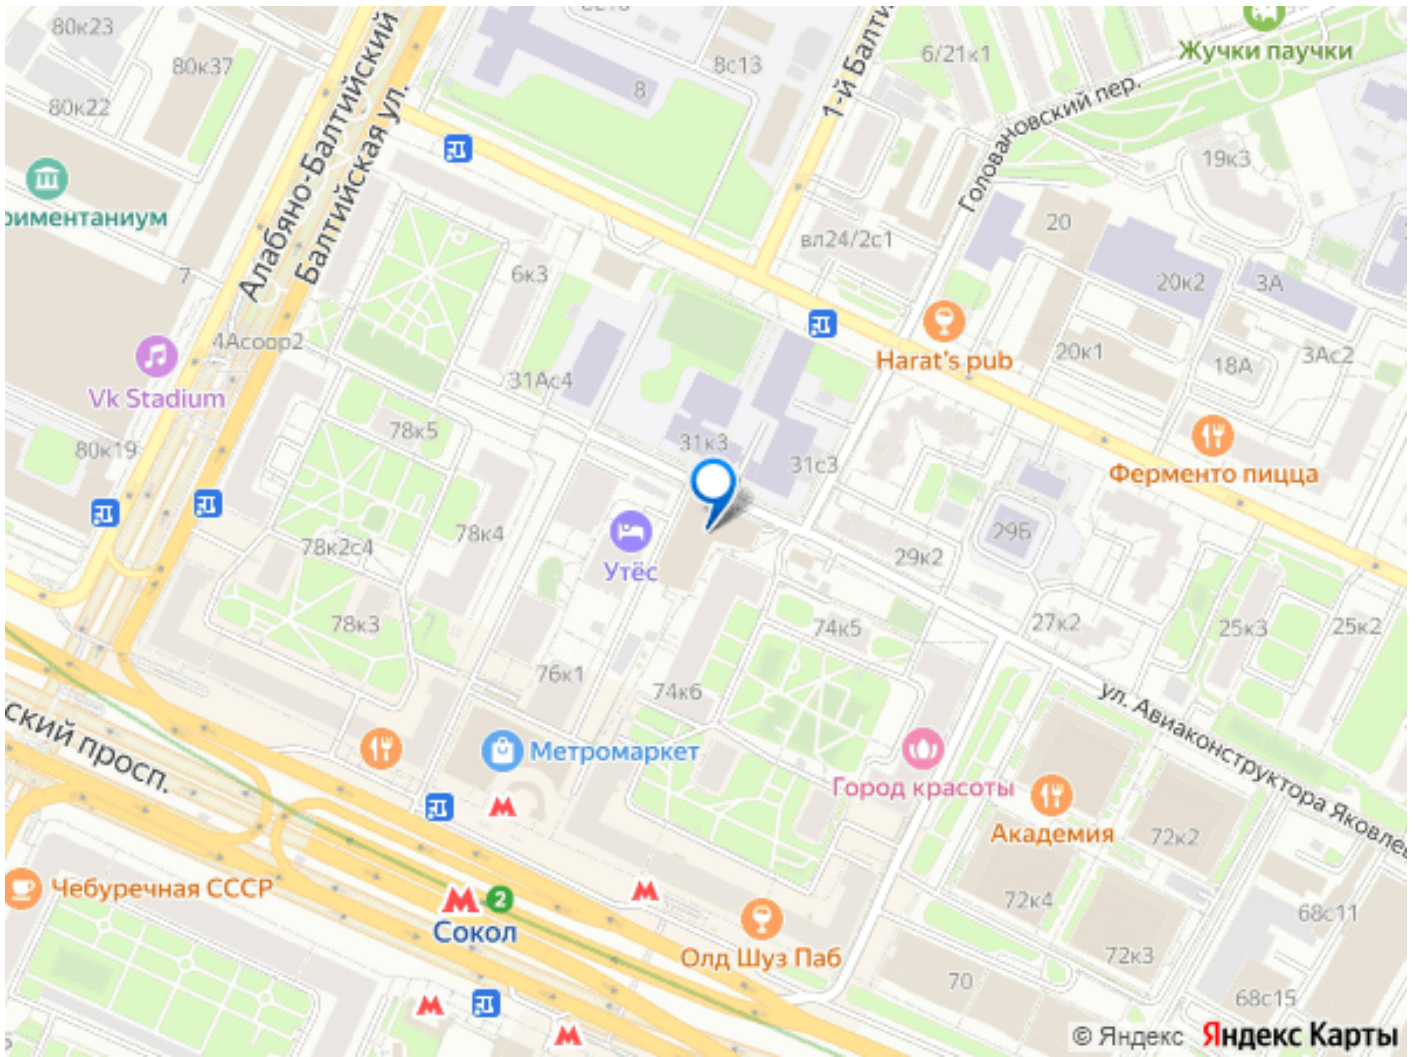 80к23
80к37
80к22
Алабяно-Балтийский
Балтийская ул.
8с13
8
1-й Балти
6/21к1
Жучки паучки
Головановский пер.
19к3
риментаниум
7
20
вл24/2с1
6к3
20к2
3А
4Асоор2
Vk Stadium
31Ас4
Harat's pub
20к1
18А
3Ас2
80к19
78к5
31к3
31с3
Ферменто пицца
78к2с4
78к4
Утёс
29к2
29Б
78к3
74к5
27к2
25к3
25к2
76к1
74к6
ул. Авиаконструктора Яковлев
ский просп.
Метромаркет
Город красоты
Академия
72к2
Чебуречная СССР
2
Сокол
72к4
68с11
Олд Шуз Паб
70
72к3
68с15
© Яндекс Яндекс Карты